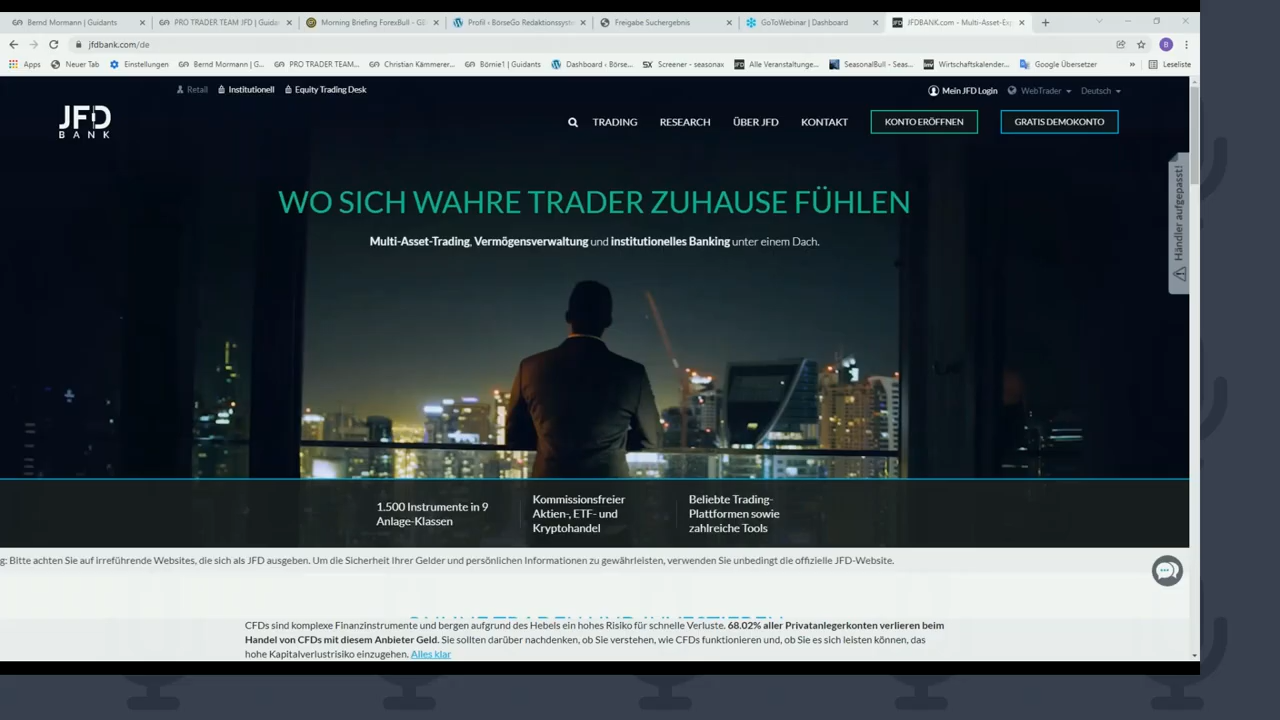 Bernd Mormann | Guidants
PRO TRADER TEAM JFD | Guida
Morning Briefing ForexBull - G
Profil ‹ BörseGo Redaktionssyste
Freigabe Suchergebnis
GoToWebinar | Dashboard
JFDBANK.com - Multi-Asset-Ex
jfdbank.com/de
B
Apps
Neuer Tab
Einstellungen
Bernd Mormann | G...
PRO TRADER TEAM...
Christian Kämmerer...
Börnie1 | Guidants
Dashboard ‹ Börse...
Screener - seasonax
Alle Veranstaltunge...
SeasonalBull - Seas...
Wirtschaftskalender...
Google Übersetzer
»
Leseliste
Retail
Institutionell
Equity Trading Desk
Mein JFD Login
WebTrader
Deutsch
JFD
BANK
TRADING
RESEARCH
ÜBER JFD
KONTAKT
KONTO ERÖFFNEN
GRATIS DEMOKONTO
Händler aufgepasst!
WO SICH WAHRE TRADER ZUHAUSE FÜHLEN
Multi-Asset-Trading, Vermögensverwaltung und institutionelles Banking unter einem Dach.
1.500 Instrumente in 9
Anlage-Klassen
Kommissionsfreier
Aktien-, ETF- und
Kryptohandel
Beliebte Trading-
Plattformen sowie
zahlreiche Tools
g: Bitte achten Sie auf irreführende Websites, die sich als JFD ausgeben. Um die Sicherheit Ihrer Gelder und persönlichen Informationen zu gewährleisten, verwenden Sie unbedingt die offizielle JFD-Website.
CFDs sind komplexe Finanzinstrumente und bergen aufgrund des Hebels ein hohes Risiko für schnelle Verluste. 68.02% aller Privatanlegerkonten verlieren beim
Handel von CFDs mit diesem Anbieter Geld. Sie sollten darüber nachdenken, ob Sie verstehen, wie CFDs funktionieren und, ob Sie es sich leisten können, das
hohe Kapitalverlustrisiko einzugehen. Alles klar